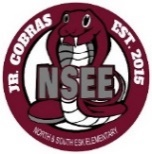 JR. COBRAS
EST. 2015
NSEE
NORTH & SOUTH ESK ELEMENTARY